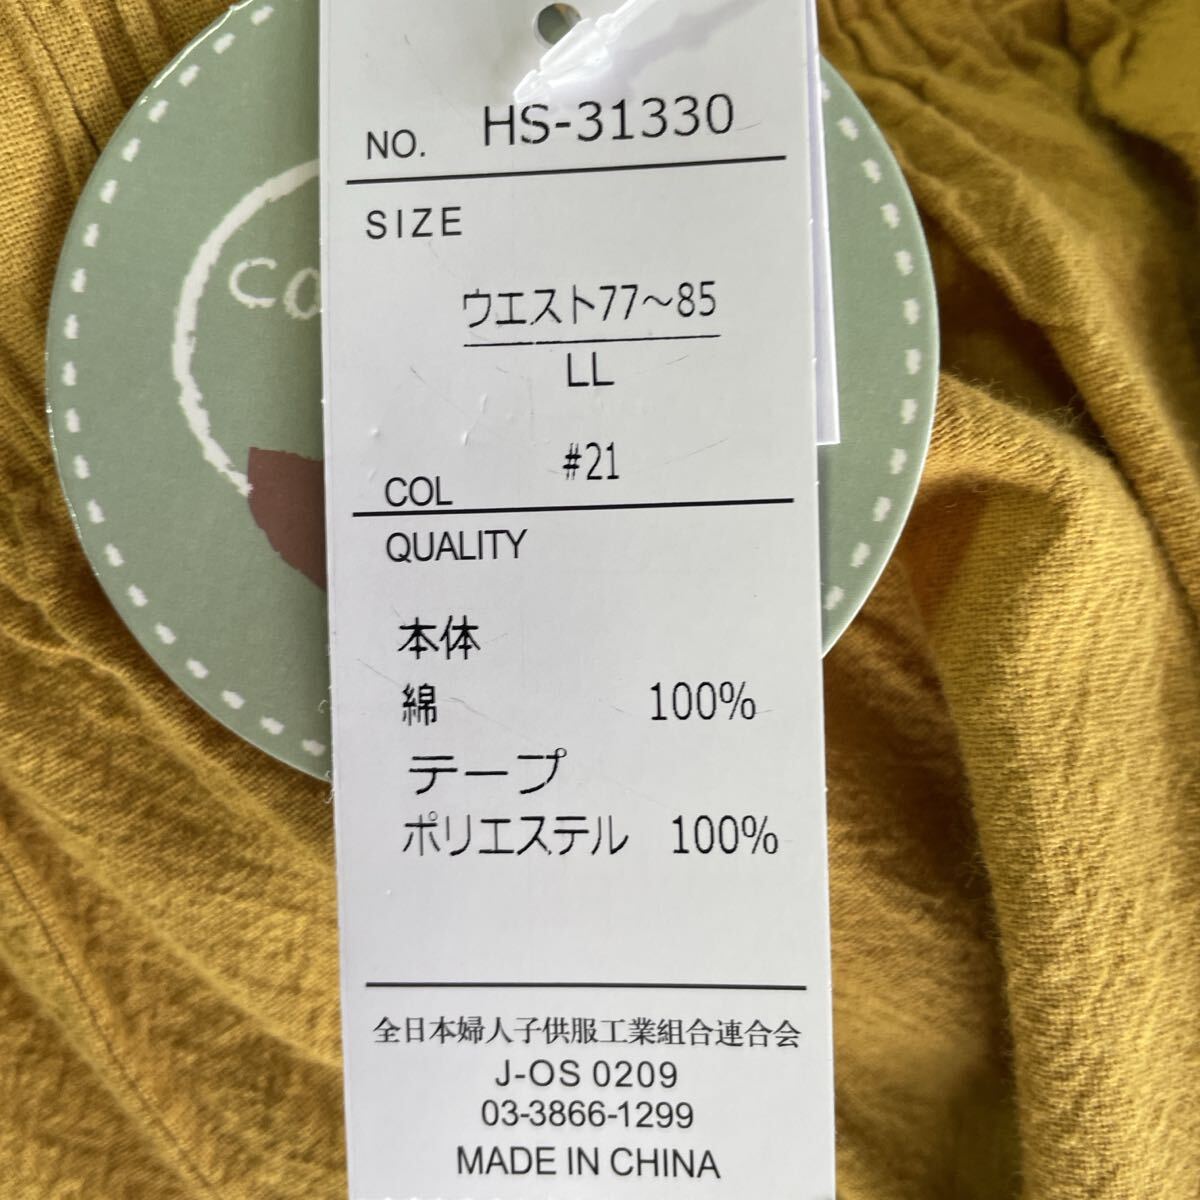 NO. HS-31330
SIZE
ウエスト77～85
LL
COL #21
QUALITY
本体
綿 100%
テープ
ポリエステル 100%
全日本婦人子供服工業組合連合会
J-OS 0209
03-3866-1299
MADE IN CHINA